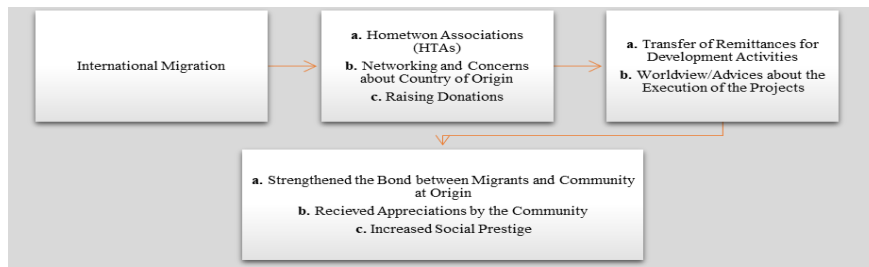 International Migration
a. Hometwon Associations
(HTAs)
b. Networking and Concerns
about Country of Origin
c. Raising Donations
a. Transfer of Remittances for
Development Activities
b. Worldview/Advices about the
Execution of the Projects
a. Strengthened the Bond between Migrants and Community
at Origin
b. Recieved Appreciations by the Community
c. Increased Social Prestige